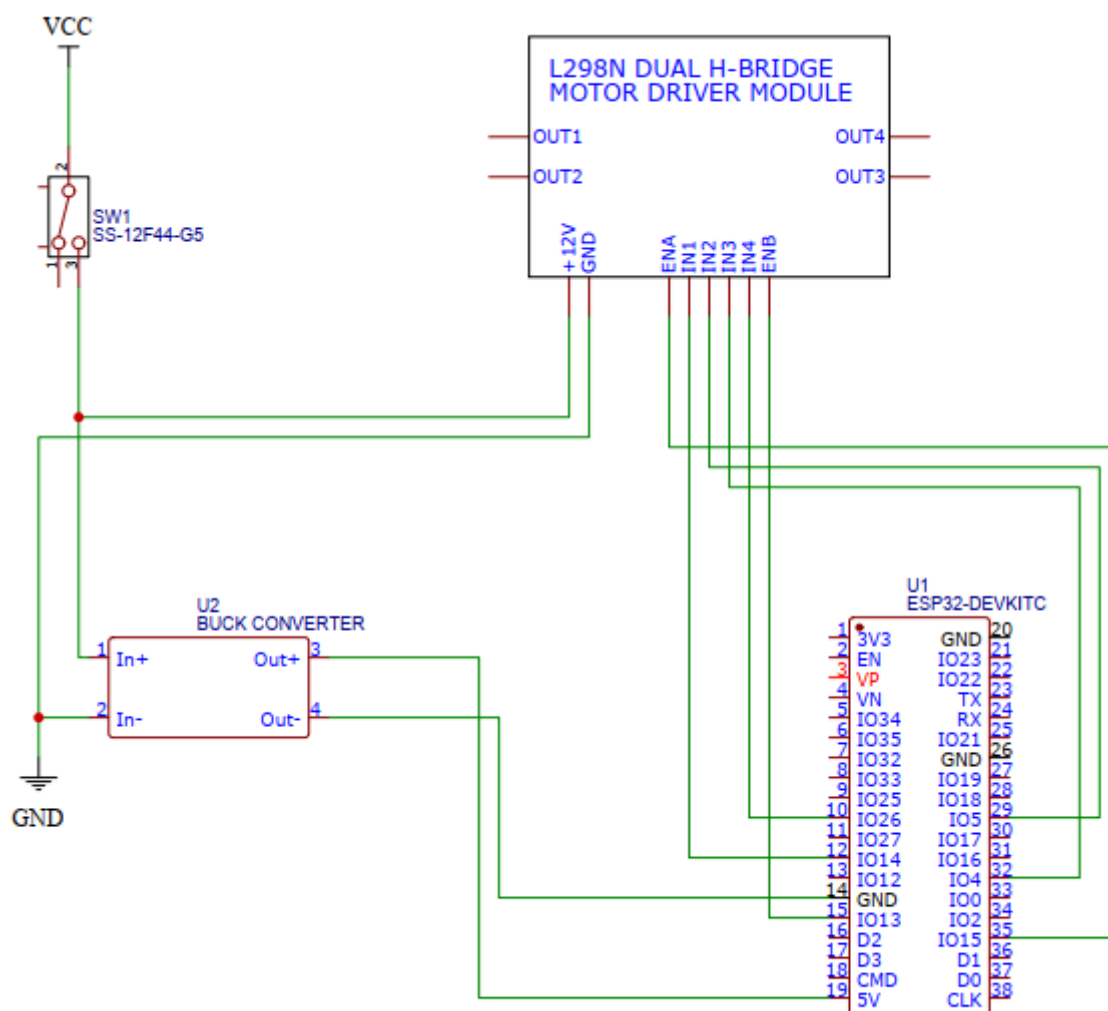 VCC
L298N DUAL H-BRIDGE
MOTOR DRIVER MODULE
OUT1
OUT4
OUT2
OUT3
2
SW1
SS-12F44-G5
1
3
+12V
GND
ENA
IN1
IN2
IN3
IN4
ENB
U2
BUCK CONVERTER
1
In+
Out+
3
2
In-
Out-
4
GND
U1
ESP32-DEVKITC
1
3V3
GND
20
2
EN
IO23
21
3
VP
IO22
22
4
VN
TX
23
5
IO34
RX
24
6
IO35
IO21
25
7
IO32
GND
26
8
IO33
IO19
27
9
IO25
IO18
28
10
IO26
IO5
29
11
IO27
IO17
30
12
IO14
IO16
31
13
IO12
IO4
32
14
GND
IO0
33
15
IO13
IO2
34
16
D2
IO15
35
17
D3
D1
36
18
CMD
D0
37
19
5V
CLK
38